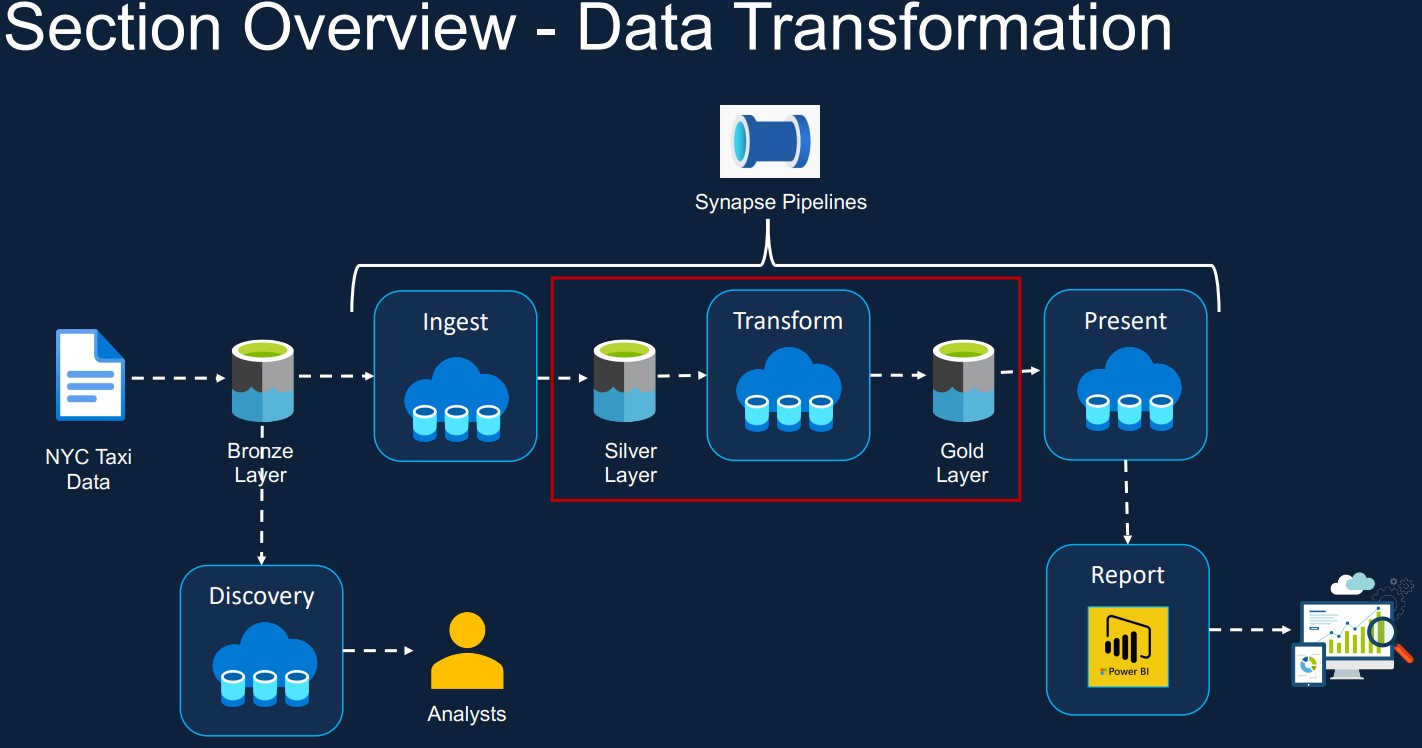 Section Overview - Data Transformation
Synapse Pipelines
Ingest
Transform
Present
NYC Taxi
Data
Bronze
Layer
Silver
Layer
Gold
Layer
Discovery
Analysts
Report
Power BI